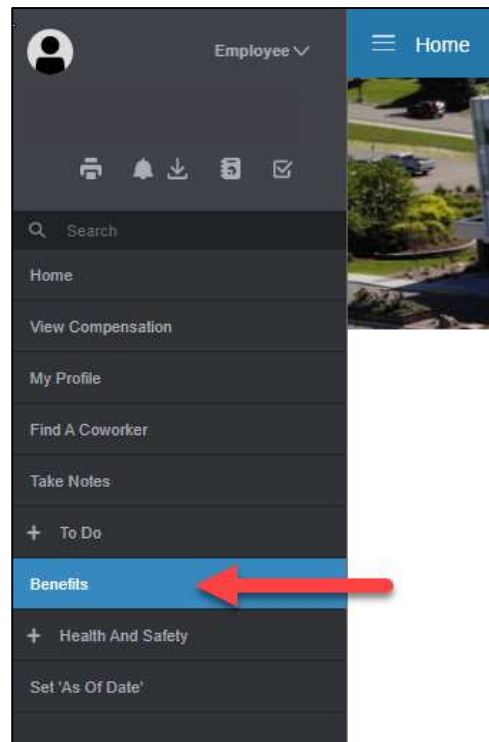 Employee
Home
Search
Home
View Compensation
My Profile
Find A Coworker
Take Notes
+ To Do
Benefits
+ Health And Safety
Set 'As Of Date'